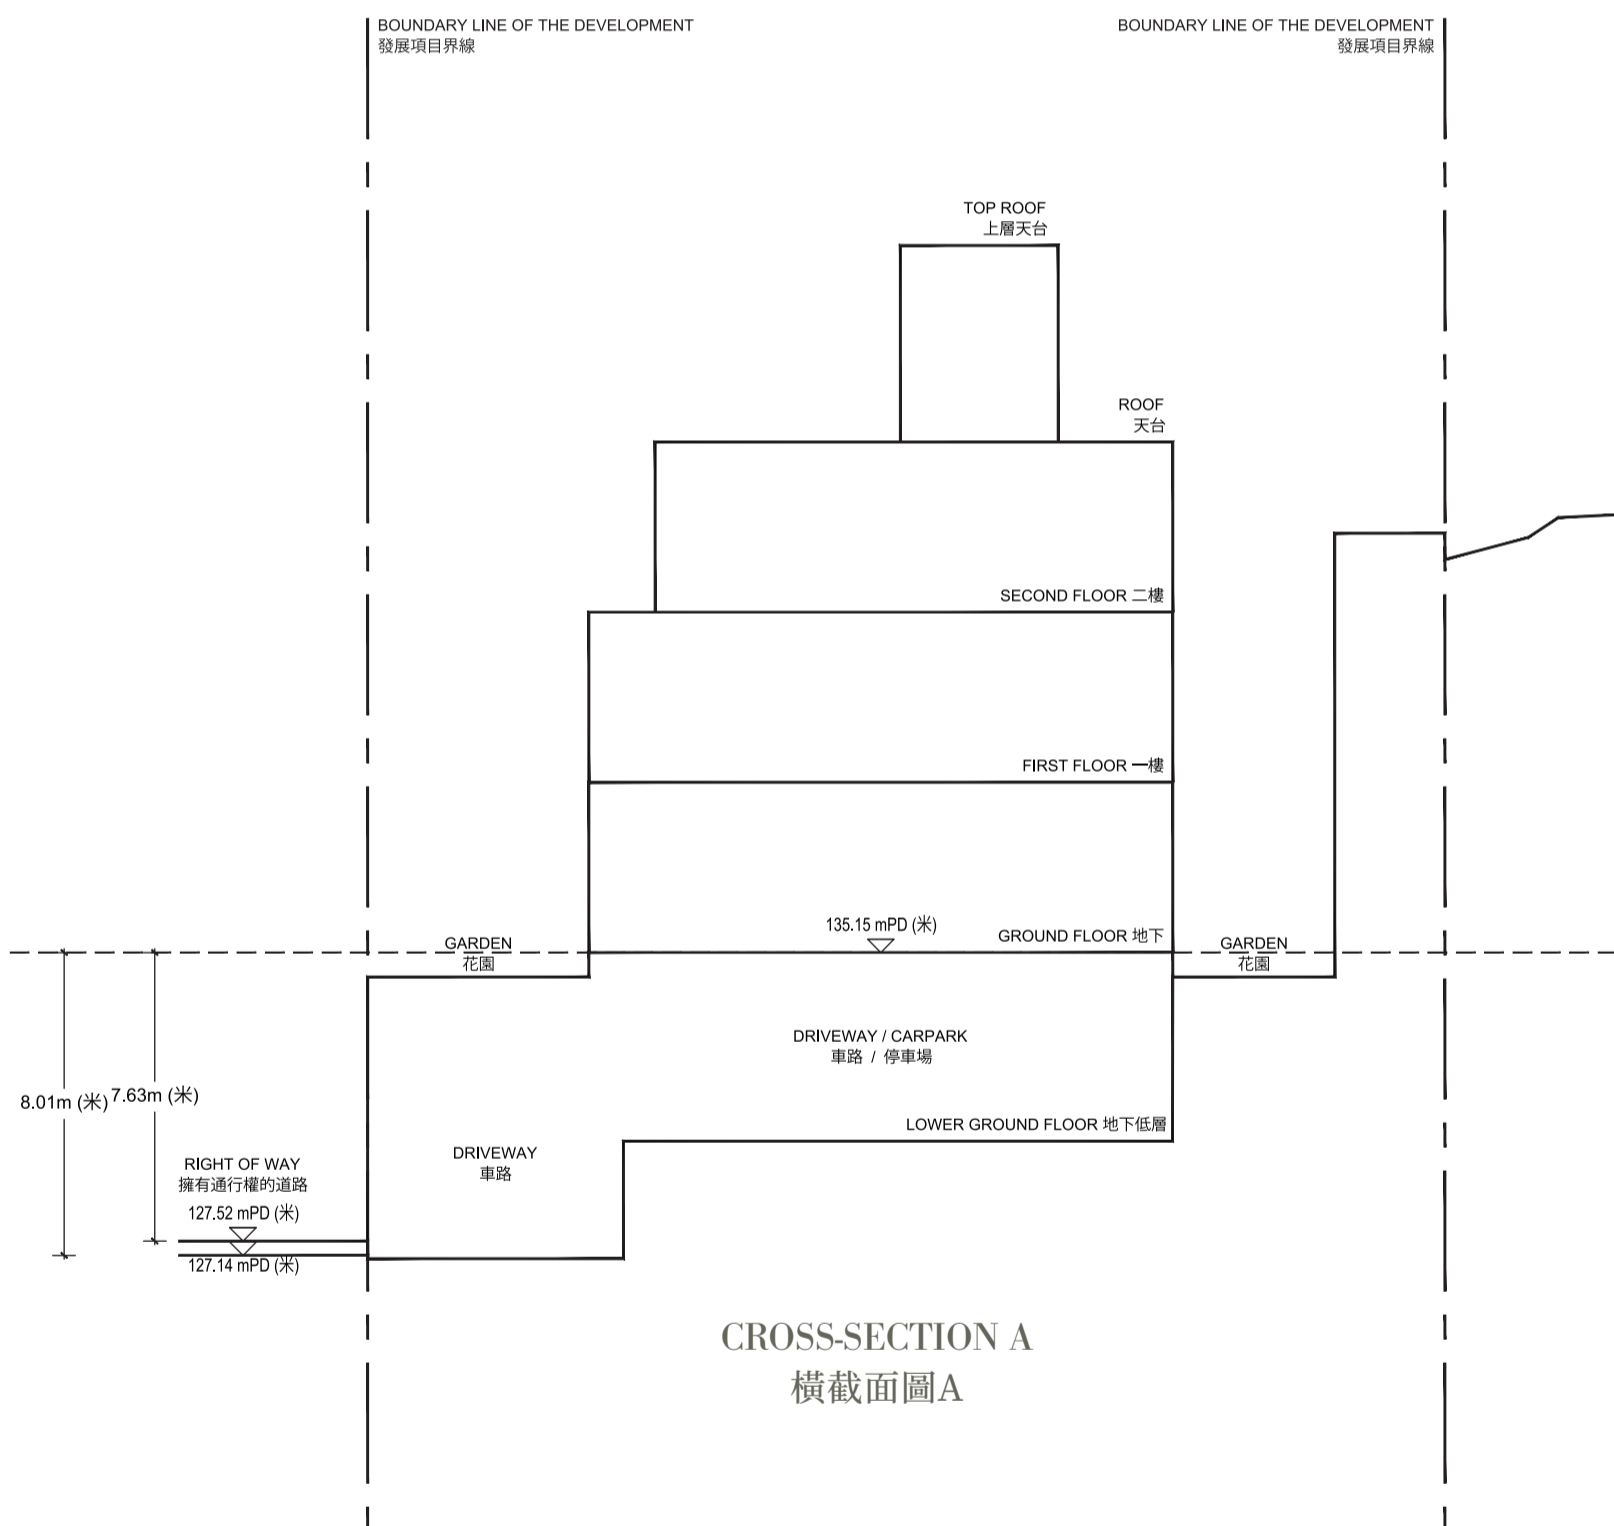 BOUNDARY LINE OF THE DEVELOPMENT
發展項目界線
BOUNDARY LINE OF THE DEVELOPMENT
發展項目界線
TOP ROOF
上層天台
ROOF
天台
SECOND FLOOR 二樓
FIRST FLOOR 一樓
135.15 mPD (米)
GROUND FLOOR 地下
GARDEN
花園
GARDEN
花園
DRIVEWAY / CARPARK
車路 / 停車場
8.01m (米)
7.63m (米)
LOWER GROUND FLOOR 地下低層
DRIVEWAY
車路
RIGHT OF WAY
擁有通行權的道路
127.52 mPD (米)
127.14 mPD (米)
CROSS-SECTION A
橫截面圖A